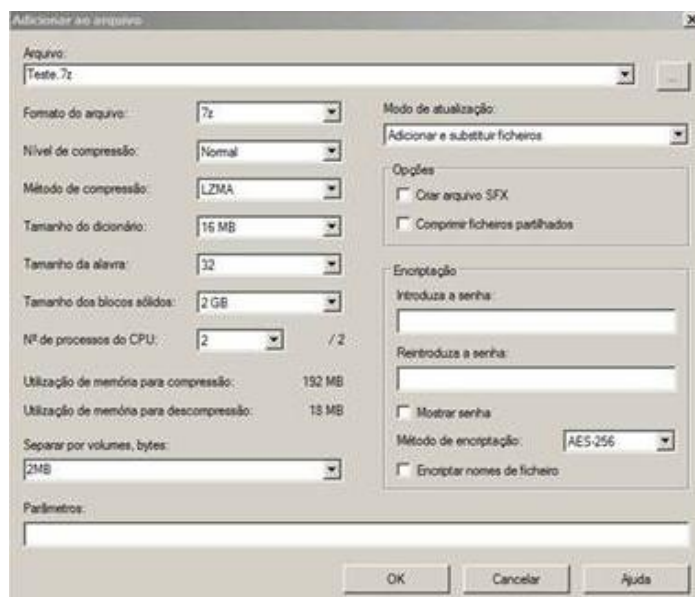 Adicionar ao arquivo
Arquivo:
Teste.7z
...
Formato do arquivo: 7z
Nível de compressão: Normal
Método de compressão: LZMA
Tamanho do dicionário: 16 MB
Tamanho da alavra: 32
Tamanho dos blocos sólidos: 2 GB
Nº de processos do CPU: 2 / 2
Utilização de memória para compressão: 192 MB
Utilização de memória para descompressão: 18 MB
Separar por volumes, bytes:
2MB
Modo de atualização:
Adicionar e substituir ficheiros
Opções
Criar arquivo SFX
Comprimir ficheiros partilhados
Encriptação
Introduza a senha:
Reintroduza a senha:
Mostrar senha
Método de encriptação: AES-256
Encriptar nomes de ficheiro
Parâmetros:
OK Cancelar Ajuda